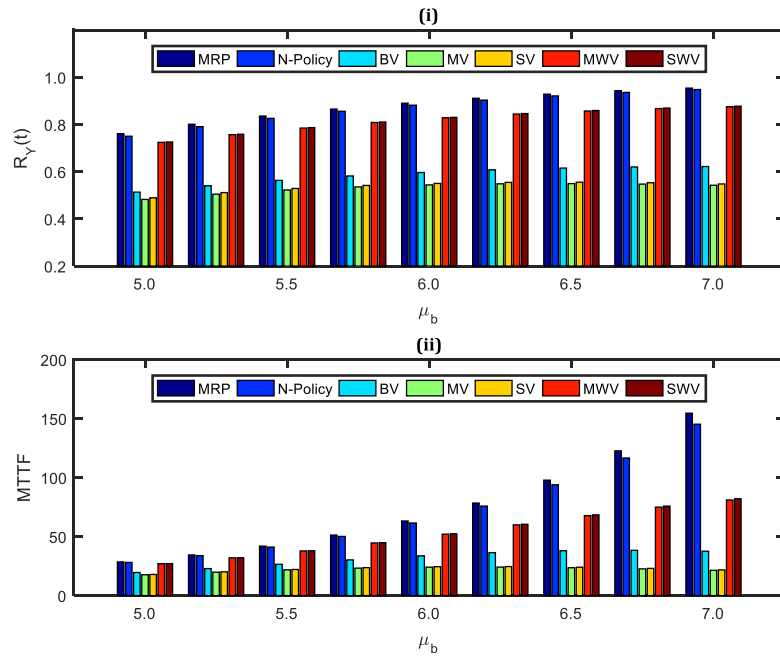 (i)
MRP N-Policy BV MV SV MWV SWV
1.0
0.8
0.6
0.4
0.2
R_Y(t)
5.0 5.5 6.0 6.5 7.0
μ_b
(ii)
200
MRP N-Policy BV MV SV MWV SWV
150
100
50
0
MTTF
5.0 5.5 6.0 6.5 7.0
μ_b